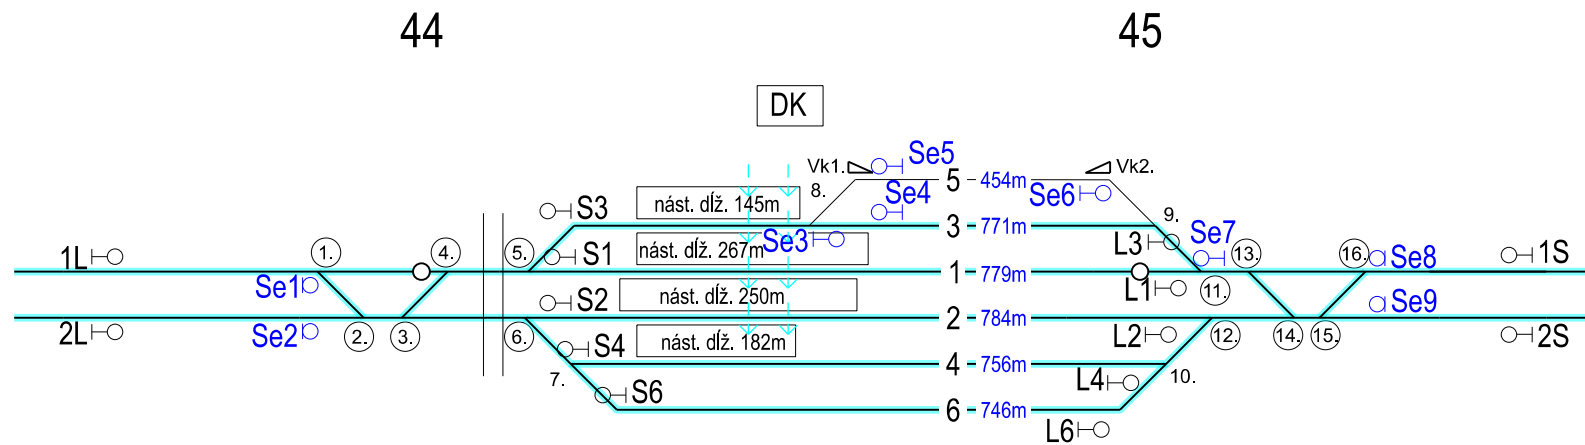 44 45
DK
Vk1. Se5 Vk2.
8. 5 454m Se6
S3 nást. dĺž. 145m Se4 9.
3 771m
1L 1. 4. 5. S1 nást. dĺž. 267m Se3 L3 Se7 13. 16. Se8 1S
1 779m
Se1 S2 nást. dĺž. 250m L1 11. Se9
2 784m
2L Se2 2. 3. 6. S4 nást. dĺž. 182m L2 12. 14. 15. 2S
4 756m
7. S6 L4 10.
6 746m
L6